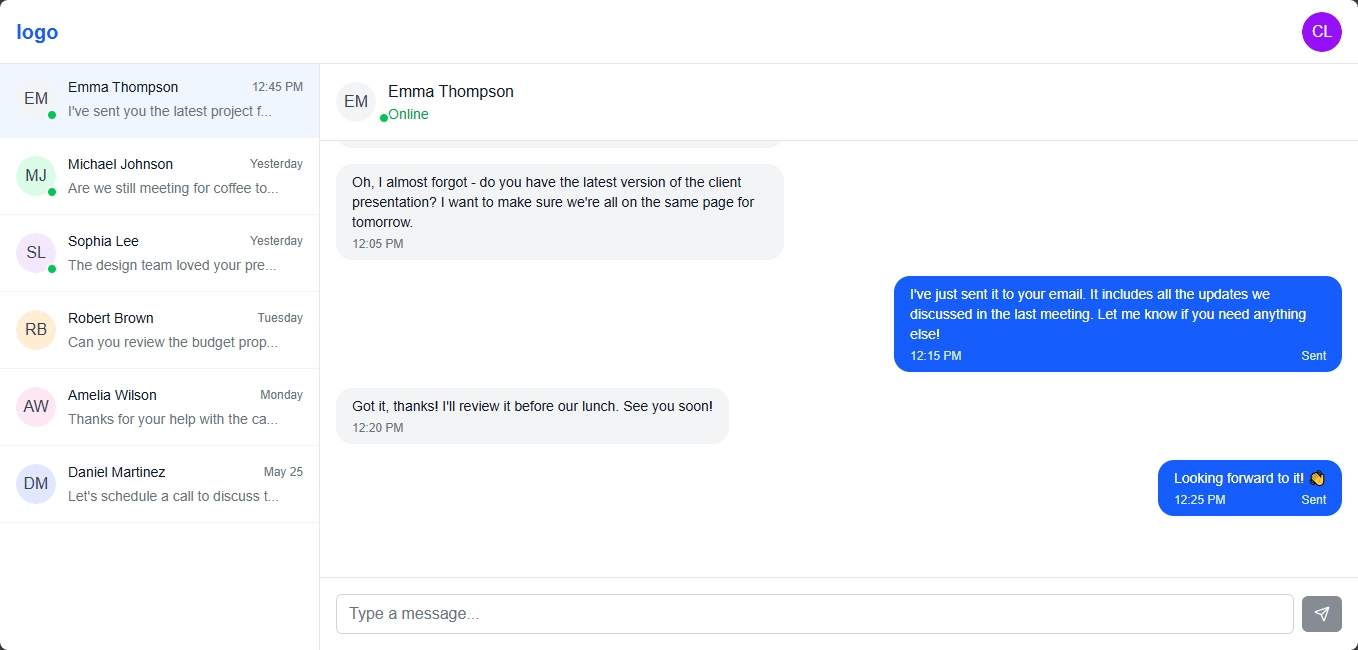 logo
CL
EM
Emma Thompson
12:45 PM
I've sent you the latest project f...
MJ
Michael Johnson
Yesterday
Are we still meeting for coffee to...
SL
Sophia Lee
Yesterday
The design team loved your pre...
RB
Robert Brown
Tuesday
Can you review the budget prop...
AW
Amelia Wilson
Monday
Thanks for your help with the ca...
DM
Daniel Martinez
May 25
Let's schedule a call to discuss t...
EM
Emma Thompson
Online
Oh, I almost forgot - do you have the latest version of the client
presentation? I want to make sure we're all on the same page for
tomorrow.
12:05 PM
I've just sent it to your email. It includes all the updates we
discussed in the last meeting. Let me know if you need anything
else!
12:15 PM
Sent
Got it, thanks! I'll review it before our lunch. See you soon!
12:20 PM
Looking forward to it! 👏
12:25 PM
Sent
Type a message...